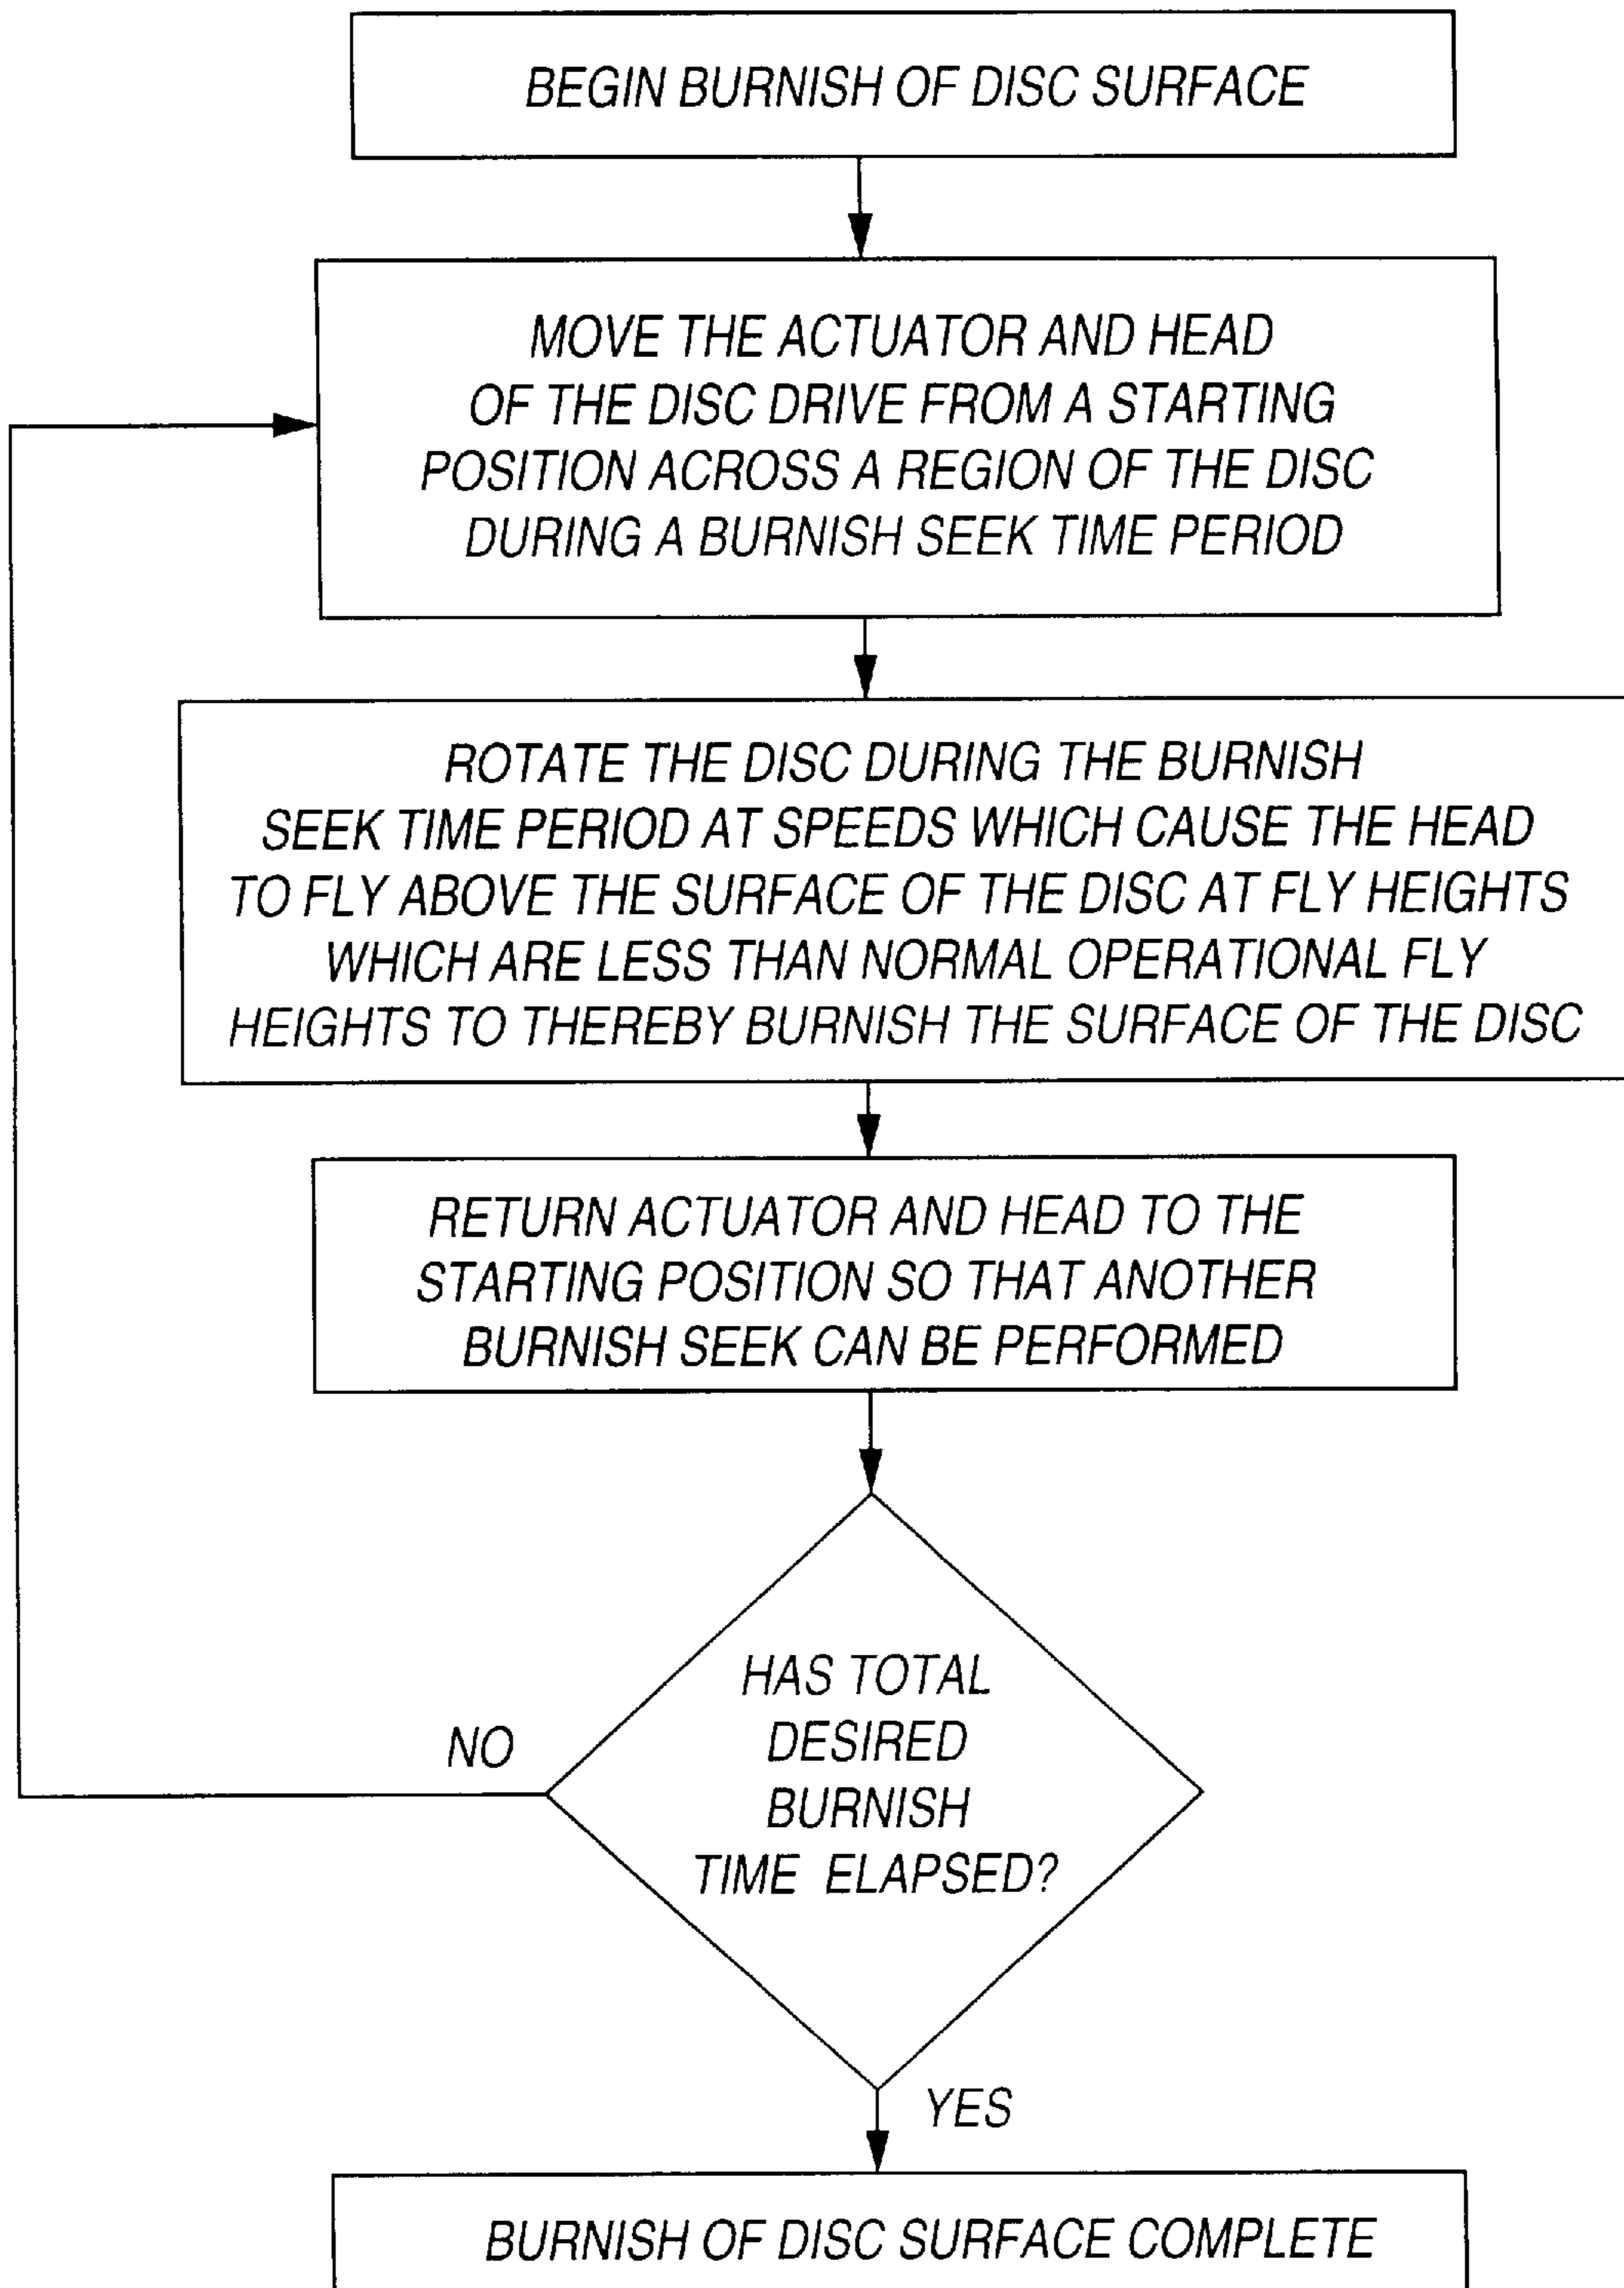 BEGIN BURNISH OF DISC SURFACE
MOVE THE ACTUATOR AND HEAD
OF THE DISC DRIVE FROM A STARTING
POSITION ACROSS A REGION OF THE DISC
DURING A BURNISH SEEK TIME PERIOD
ROTATE THE DISC DURING THE BURNISH
SEEK TIME PERIOD AT SPEEDS WHICH CAUSE THE HEAD
TO FLY ABOVE THE SURFACE OF THE DISC AT FLY HEIGHTS
WHICH ARE LESS THAN NORMAL OPERATIONAL FLY
HEIGHTS TO THEREBY BURNISH THE SURFACE OF THE DISC
RETURN ACTUATOR AND HEAD TO THE
STARTING POSITION SO THAT ANOTHER
BURNISH SEEK CAN BE PERFORMED
HAS TOTAL
DESIRED
BURNISH
TIME ELAPSED?
NO
YES
BURNISH OF DISC SURFACE COMPLETE